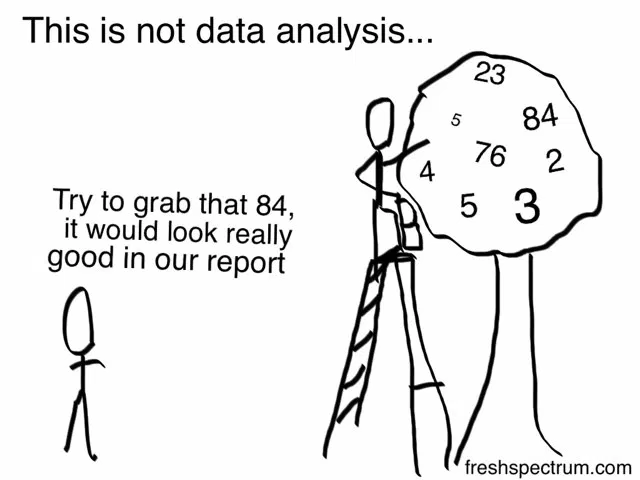 This is not data analysis...
23
5
84
76
4
2
5
3
Try to grab that 84,
it would look really
good in our report
freshspectrum.com